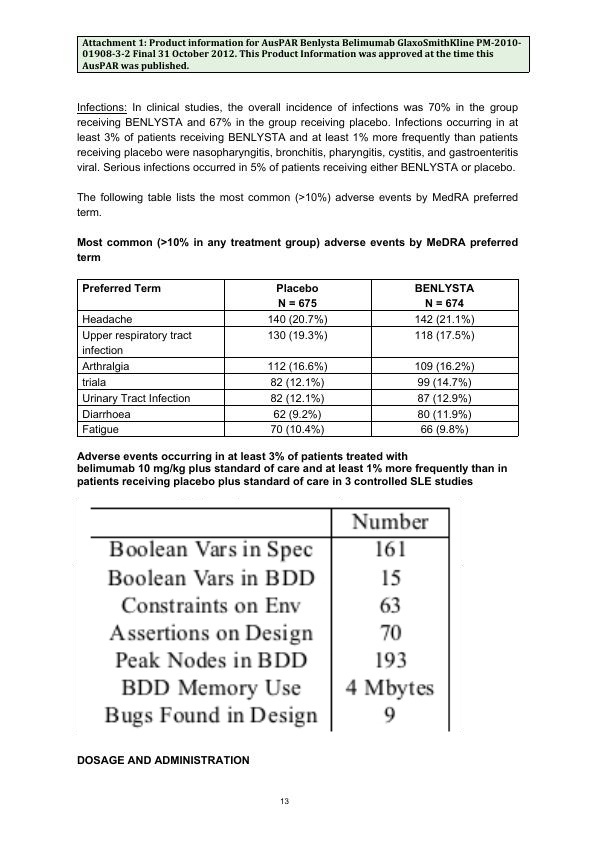 Attachment 1: Product information for AusPAR Benlysta Belimumab GlaxoSmithKline PM-2010-
01908-3-2 Final 31 October 2012. This Product Information was approved at the time this
AusPAR was published.
Infections: In clinical studies, the overall incidence of infections was 70% in the group
receiving BENLYSTA and 67% in the group receiving placebo. Infections occurring in at
least 3% of patients receiving BENLYSTA and at least 1% more frequently than patients
receiving placebo were nasopharyngitis, bronchitis, pharyngitis, cystitis, and gastroenteritis
viral. Serious infections occurred in 5% of patients receiving either BENLYSTA or placebo.
The following table lists the most common (>10%) adverse events by MedRA preferred
term.
Most common (>10% in any treatment group) adverse events by MeDRA preferred
term
Preferred Term Placebo BENLYSTA
N = 675 N = 674
Headache 140 (20.7%) 142 (21.1%)
Upper respiratory tract 130 (19.3%) 118 (17.5%)
infection
Arthralgia 112 (16.6%) 109 (16.2%)
triala 82 (12.1%) 99 (14.7%)
Urinary Tract Infection 82 (12.1%) 87 (12.9%)
Diarrhoea 62 (9.2%) 80 (11.9%)
Fatigue 70 (10.4%) 66 (9.8%)
Adverse events occurring in at least 3% of patients treated with
belimumab 10 mg/kg plus standard of care and at least 1% more frequently than in
patients receiving placebo plus standard of care in 3 controlled SLE studies
Number
Boolean Vars in Spec 161
Boolean Vars in BDD 15
Constraints on Env 63
Assertions on Design 70
Peak Nodes in BDD 193
BDD Memory Use 4 Mbytes
Bugs Found in Design 9
DOSAGE AND ADMINISTRATION
13